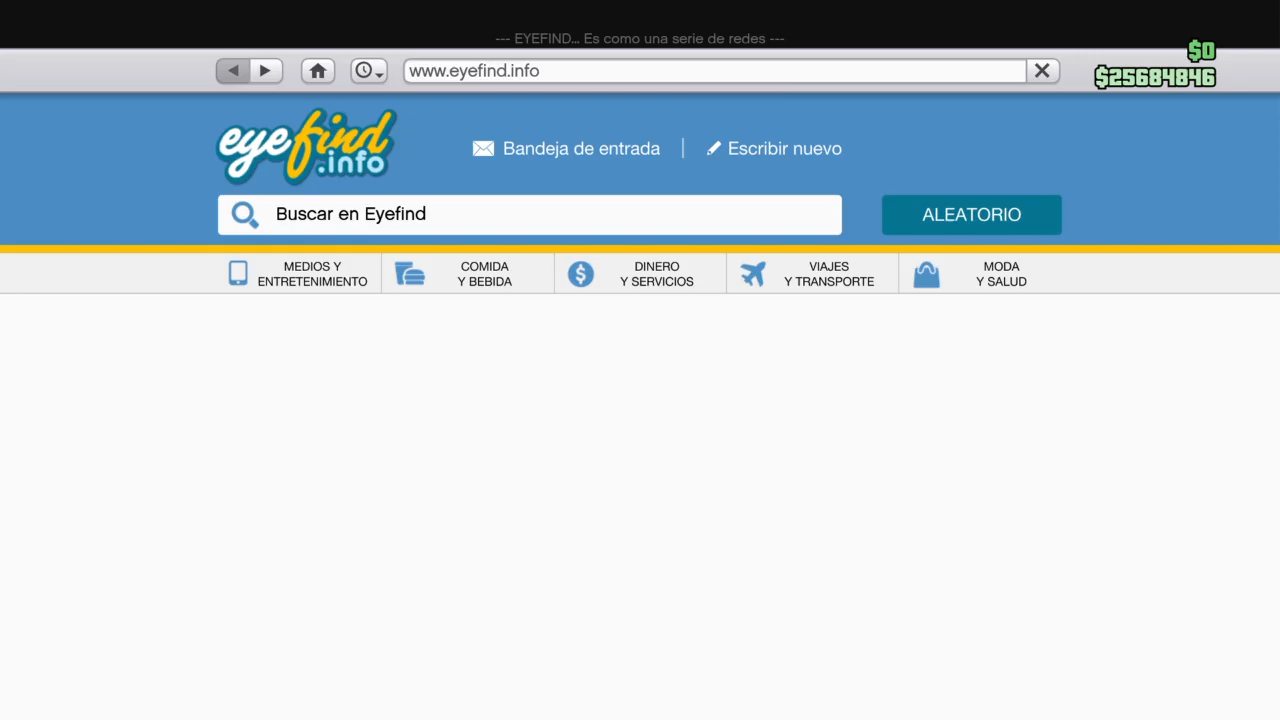 --- EYEFIND... Es como una serie de redes ---
$0
www.eyefind.info
$25684846
eyefind
.info
Bandeja de entrada
Escribir nuevo
Buscar en Eyefind
ALEATORIO
MEDIOS Y
ENTRETENIMIENTO
COMIDA
Y BEBIDA
DINERO
Y SERVICIOS
VIAJES
Y TRANSPORTE
MODA
Y SALUD